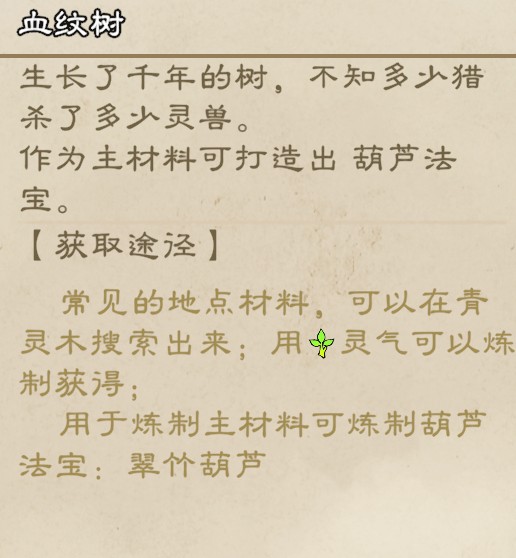 血纹树
生长了千年的树，不知多少猎
杀了多少灵兽。
作为主材料可打造出 葫芦法
宝。
【获取途径】
常见的地点材料，可以在青
灵木搜索出来；用灵气可以炼
制获得；
用于炼制主材料可炼制葫芦
法宝：翠竹葫芦